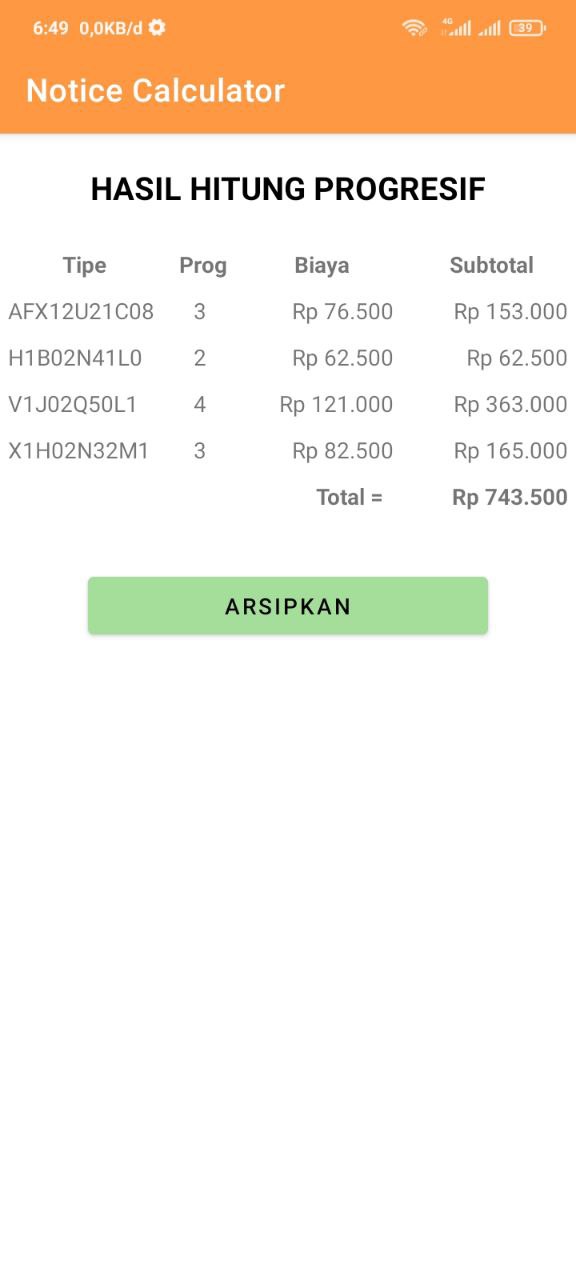 6:49 0,0KB/d 4G 39
Notice Calculator
HASIL HITUNG PROGRESIF
Tipe Prog Biaya Subtotal
AFX12U21C08 3 Rp 76.500 Rp 153.000
H1B02N41L0 2 Rp 62.500 Rp 62.500
V1J02Q50L1 4 Rp 121.000 Rp 363.000
X1H02N32M1 3 Rp 82.500 Rp 165.000
Total = Rp 743.500
ARSIPKAN